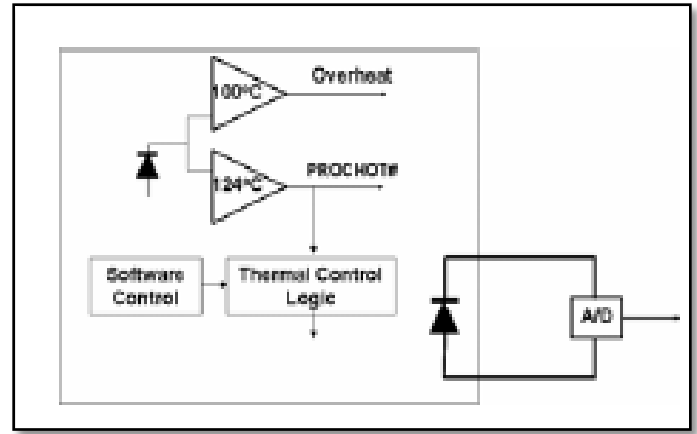 Overheat
100°C
PROCHOT#
124°C
Software
Control
Thermal Control
Logic
A/D